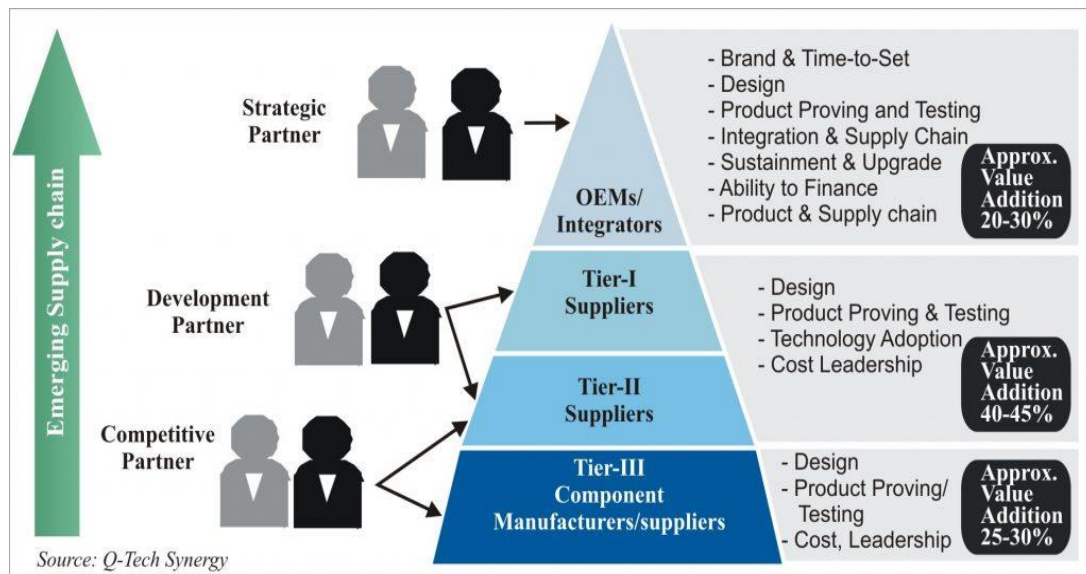 Emerging Supply chain
Strategic
Partner
OEMs/
Integrators
- Brand & Time-to-Set
- Design
- Product Proving and Testing
- Integration & Supply Chain
- Sustainment & Upgrade
- Ability to Finance
- Product & Supply chain
Approx.
Value
Addition
20-30%
Development
Partner
Tier-I
Suppliers
Tier-II
Suppliers
- Design
- Product Proving & Testing
- Technology Adoption
- Cost Leadership
Approx.
Value
Addition
40-45%
Competitive
Partner
Tier-III
Component
Manufacturers/suppliers
- Design
- Product Proving/
Testing
- Cost, Leadership
Approx.
Value
Addition
25-30%
Source: Q-Tech Synergy